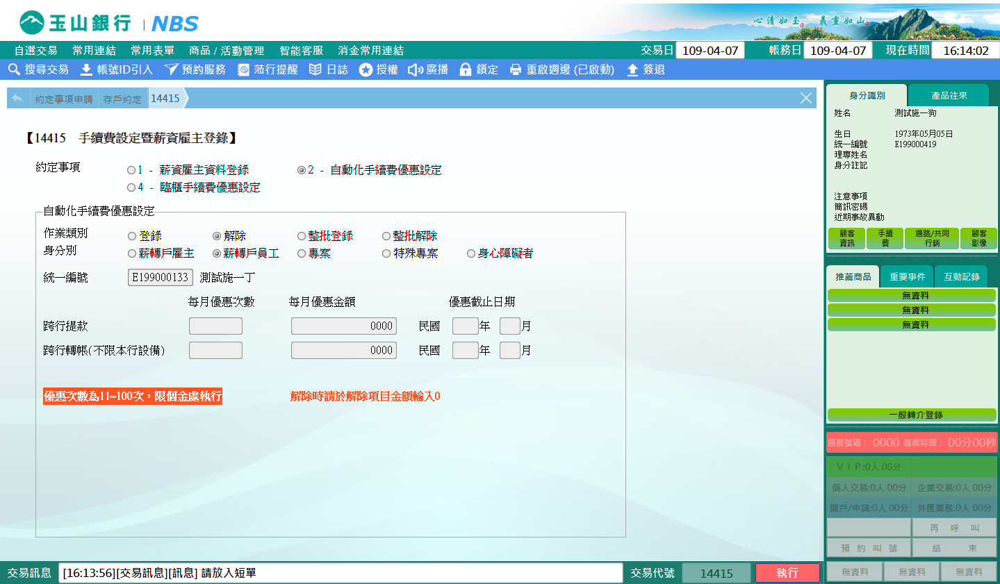 玉山銀行 | NBS
心清如玉。義重如山。
自選交易 常用連結 常用表單 商品 / 活動管理 智能客服 消金常用連結 交易日 109-04-07 帳務日 109-04-07 現在時間 16:14:02
搜尋交易 帳號ID引入 預約服務 蒞行提醒 日誌 授權 廣播 鎖定 重啟週邊 (已啟動) 簽退
約定事項申請 存戶約定 14415
【14415 手續費設定暨薪資雇主登錄】
約定事項 1 - 薪資雇主資料登錄 2 - 自動化手續費優惠設定
4 - 臨櫃手續費優惠設定
自動化手續費優惠設定
作業類別 登錄 解除 整批登錄 整批解除
身分別 薪轉戶雇主 薪轉戶員工 專案 特殊專案 身心障礙者
統一編號 E199000133 測試施一丁
每月優惠次數 每月優惠金額 優惠截止日期
跨行提款 0000 民國 年 月
跨行轉帳(不限本行設備) 0000 民國 年 月
優惠次數為11~100次，限個金處執行 解除時請於解除項目金額輸入0
交易訊息 [16:13:56][交易訊息][訊息] 請放入短單 交易代號 14415 執行
身分識別 產品往來
姓名 測試施一狗
生日 1973年05月05日
統一編號 E199000419
理專姓名
身分註記
注意事項
簡訊密碼
近期事故異動
顧客資訊 手續費 通路/共同行銷 顧客影像
推薦商品 重要事件 互動記錄
無資料
無資料
無資料
一般轉介登錄
服務號碼： 0000 等候時間： 00分00秒
V I P:0人 00分
個人交易:0人 00分 企業交易:0人 00分
開戶/申請:0人 00分 外匯業務:0人 00分
再 呼 叫
預 約 叫 號 結 束
無資料 無資料 無資料